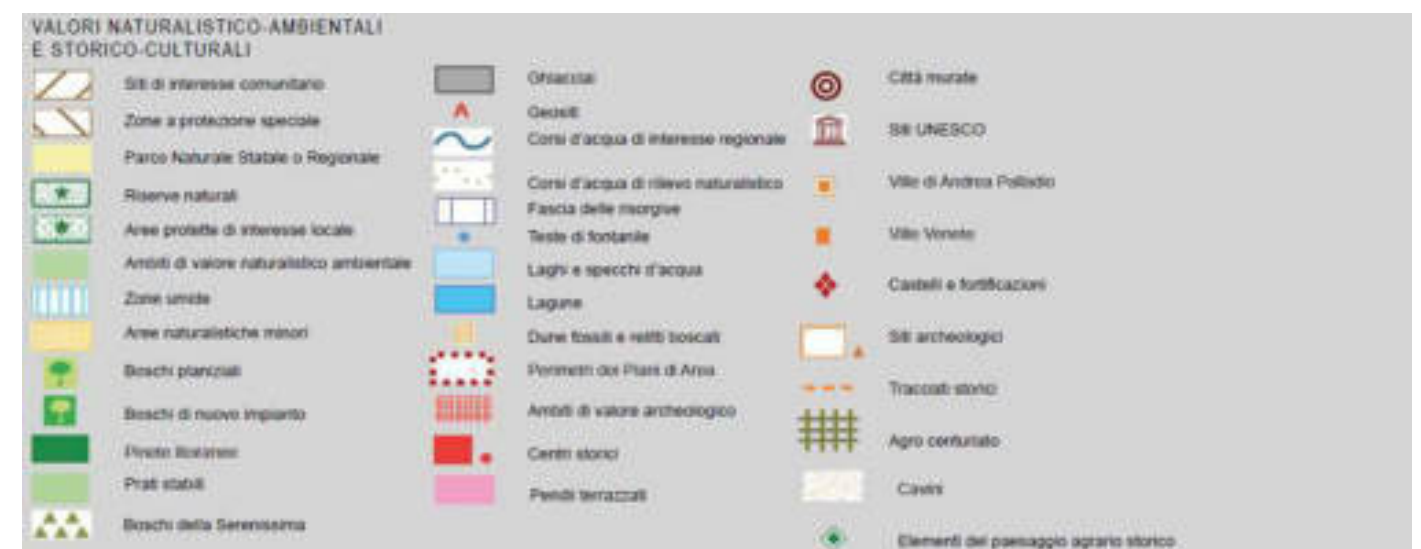 VALORI NATURALISTICO-AMBIENTALI
E STORICO-CULTURALI
Siti di interesse comunitario
Zone a protezione speciale
Parco Naturale Statale o Regionale
Riserve naturali
Aree protette di interesse locale
Ambiti di valore naturalistico ambientale
Zone umide
Aree naturalistiche minori
Boschi planiziali
Boschi di nuovo impianto
Pinete litoranee
Prati stabili
Boschi della Serenissima
Ghiacciai
Geositi
Corsi d'acqua di interesse regionale
Corsi d'acqua di rilievo naturalistico
Fascia delle risorgive
Teste di fontanile
Laghi e specchi d'acqua
Lagune
Dune fossili e relitti boscati
Perimetri dei Piani di Area
Ambiti di valore archeologico
Centri storici
Pendii terrazzati
Città murate
Siti UNESCO
Ville di Andrea Palladio
Ville Venete
Castelli e fortificazioni
Siti archeologici
Tracciati storici
Agro centuriato
Cavini
Elementi del paesaggio agrario storico